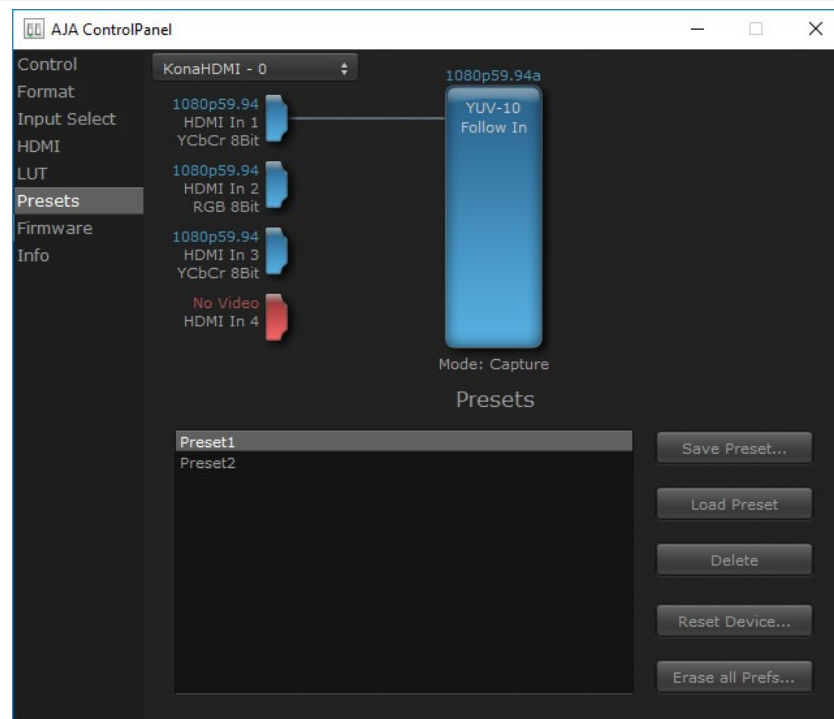 AJA ControlPanel
Control
Format
Input Select
HDMI
LUT
Presets
Firmware
Info
KonaHDMI - 0
1080p59.94
HDMI In 1
YCbCr 8Bit
1080p59.94
HDMI In 2
RGB 8Bit
1080p59.94
HDMI In 3
YCbCr 8Bit
No Video
HDMI In 4
1080p59.94a
YUV-10
Follow In
Mode: Capture
Presets
Preset1
Preset2
Save Preset...
Load Preset
Delete
Reset Device...
Erase all Prefs...